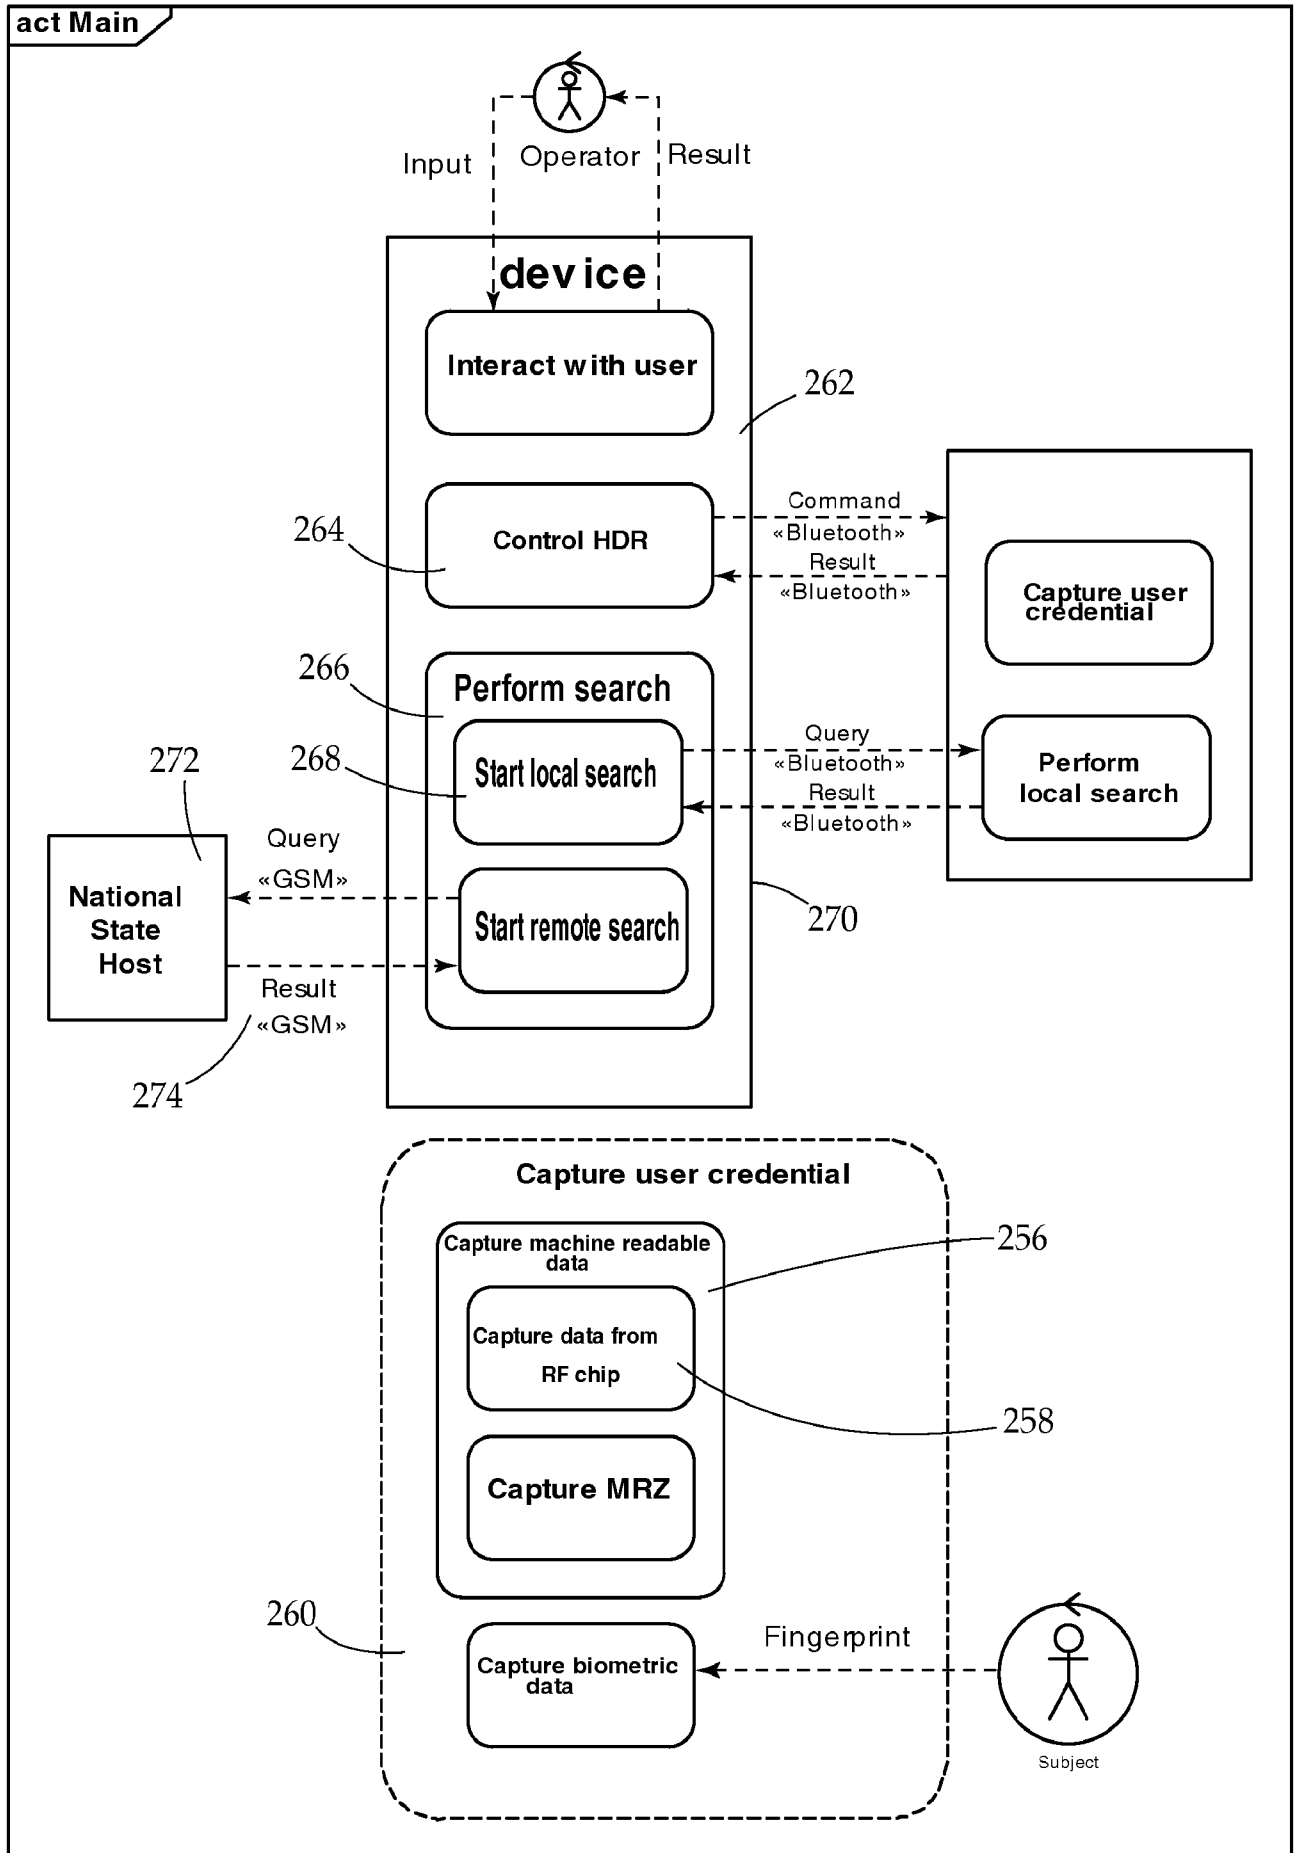 act Main
Input
Operator
Result
device
Interact with user
262
264
Control HDR
Command
«Bluetooth»
Result
«Bluetooth»
Capture user
credential
266
Perform search
268
Start local search
Query
«Bluetooth»
Result
«Bluetooth»
Perform
local search
272
Query
«GSM»
National
State
Host
Start remote search
270
Result
«GSM»
274
Capture user credential
Capture machine readable
data
256
Capture data from
RF chip
258
Capture MRZ
260
Capture biometric
data
Fingerprint
Subject